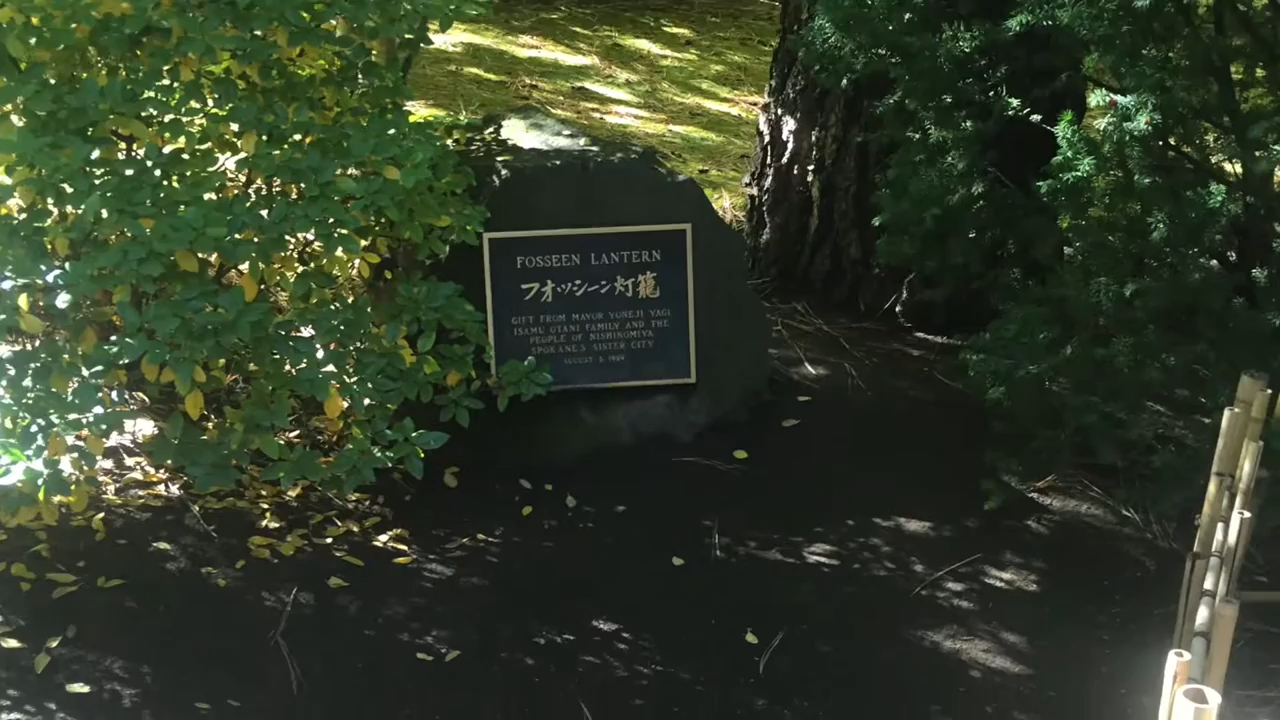 FOSSEEN LANTERN
フオッシーン灯籠
GIFT FROM MAYOR YONEJI YAGI
ISAMU OTANI FAMILY AND THE
PEOPLE OF NISHINOMIYA
SPOKANE'S SISTER CITY
AUGUST